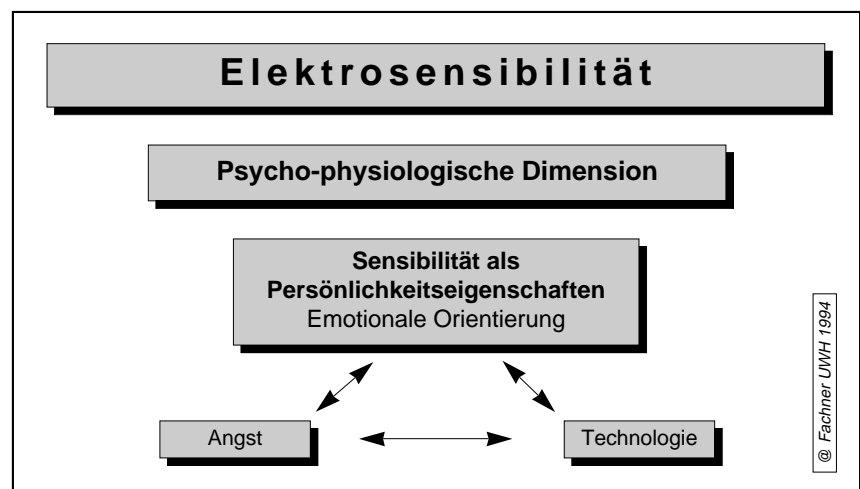 Elektrosensibilität
Psycho-physiologische Dimension
Sensibilität als
Persönlichkeitseigenschaften
Emotionale Orientierung
Angst
Technologie
@ Fachner UWH 1994